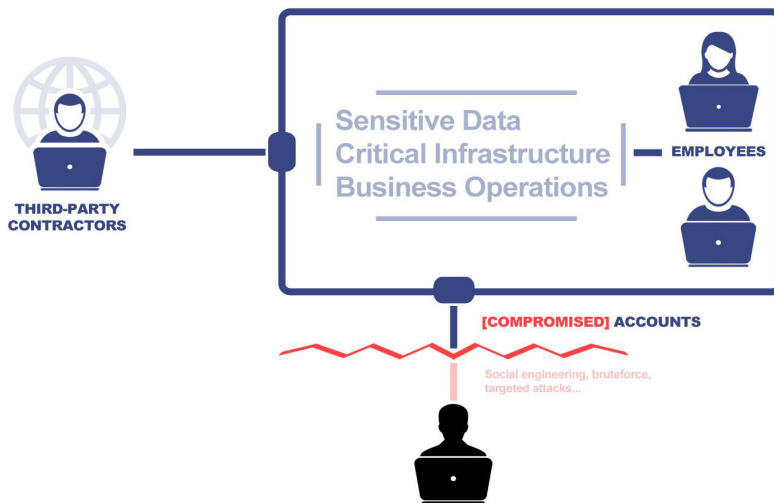 Sensitive Data
Critical Infrastructure
Business Operations
EMPLOYEES
THIRD-PARTY
CONTRACTORS
[COMPROMISED] ACCOUNTS
Social engineering, bruteforce,
targeted attacks...